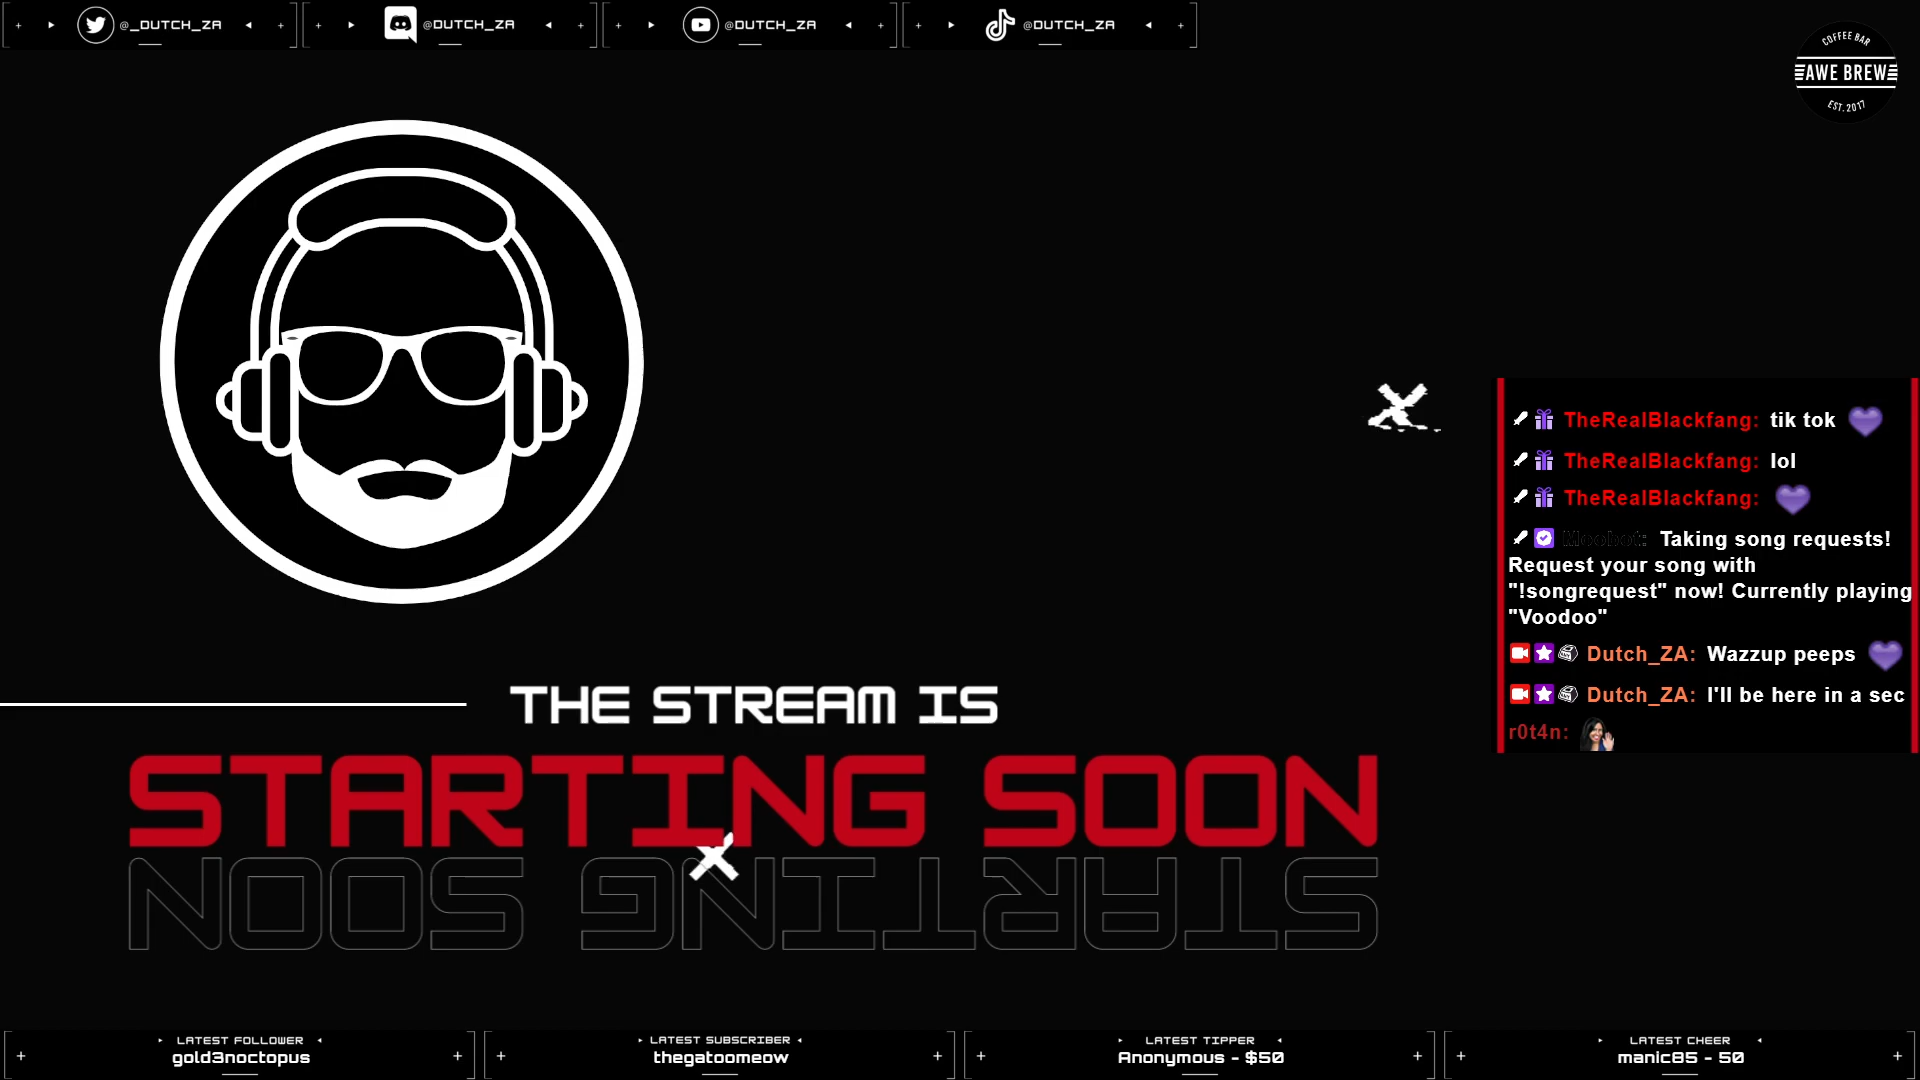 @_DUTCH_ZA
@DUTCH_ZA
@DUTCH_ZA
@DUTCH_ZA
COFFEE BAR
AWE BREW
EST. 2017
TheRealBlackfang: tik tok
TheRealBlackfang: lol
TheRealBlackfang:
Moobot: Taking song requests!
Request your song with
"!songrequest" now! Currently playing
"Voodoo"
Dutch_ZA: Wazzup peeps
Dutch_ZA: I'll be here in a sec
r0t4n:
THE STREAM IS
STARTING SOON
STARTING SOON
LATEST FOLLOWER
gold3noctopus
LATEST SUBSCRIBER
thegatoomeow
LATEST TIPPER
Anonymous - $50
LATEST CHEER
manic85 - 50